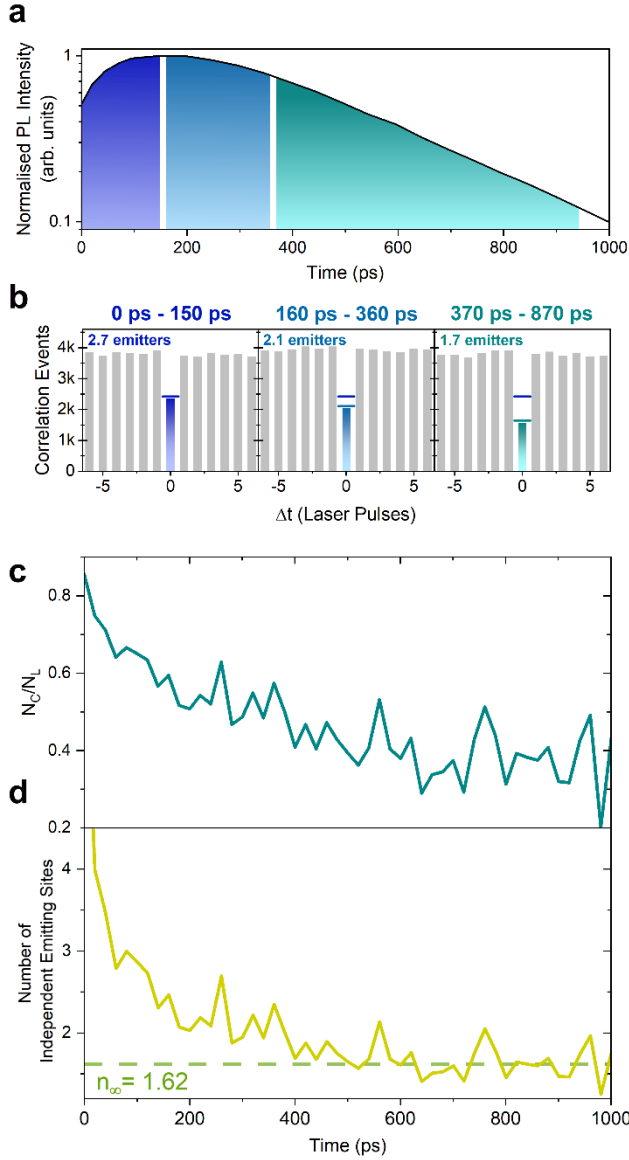 a
Normalised PL Intensity
(arb. units)
1
0.1
0 200 400 600 800 1000
Time (ps)
b
0 ps - 150 ps 160 ps - 360 ps 370 ps - 870 ps
2.7 emitters 2.1 emitters 1.7 emitters
Correlation Events
4k
3k
2k
1k
0
-5 0 5 -5 0 5 -5 0 5
Δt (Laser Pulses)
c
N_C/N_L
0.8
0.6
0.4
0.2
d
Number of
Independent Emitting Sites
4
3
2
n∞= 1.62
0 200 400 600 800 1000
Time (ps)